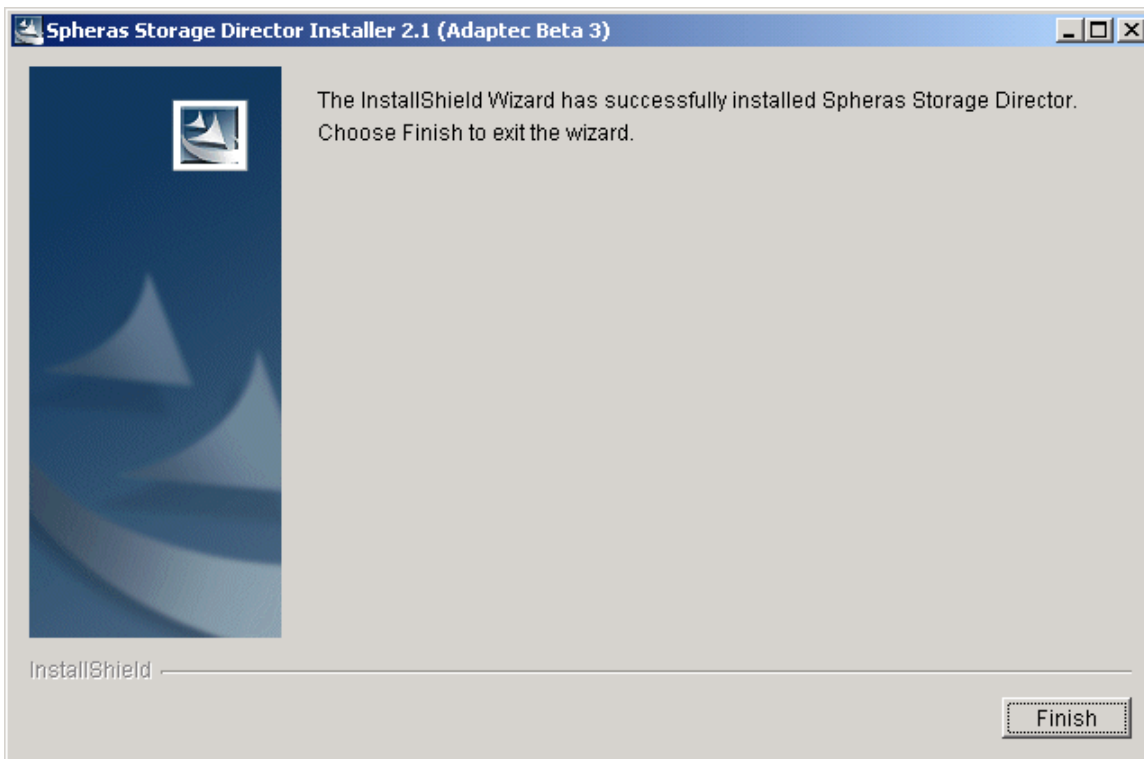 Spheras Storage Director Installer 2.1 (Adaptec Beta 3)
The InstallShield Wizard has successfully installed Spheras Storage Director.
Choose Finish to exit the wizard.
InstallShield
Finish